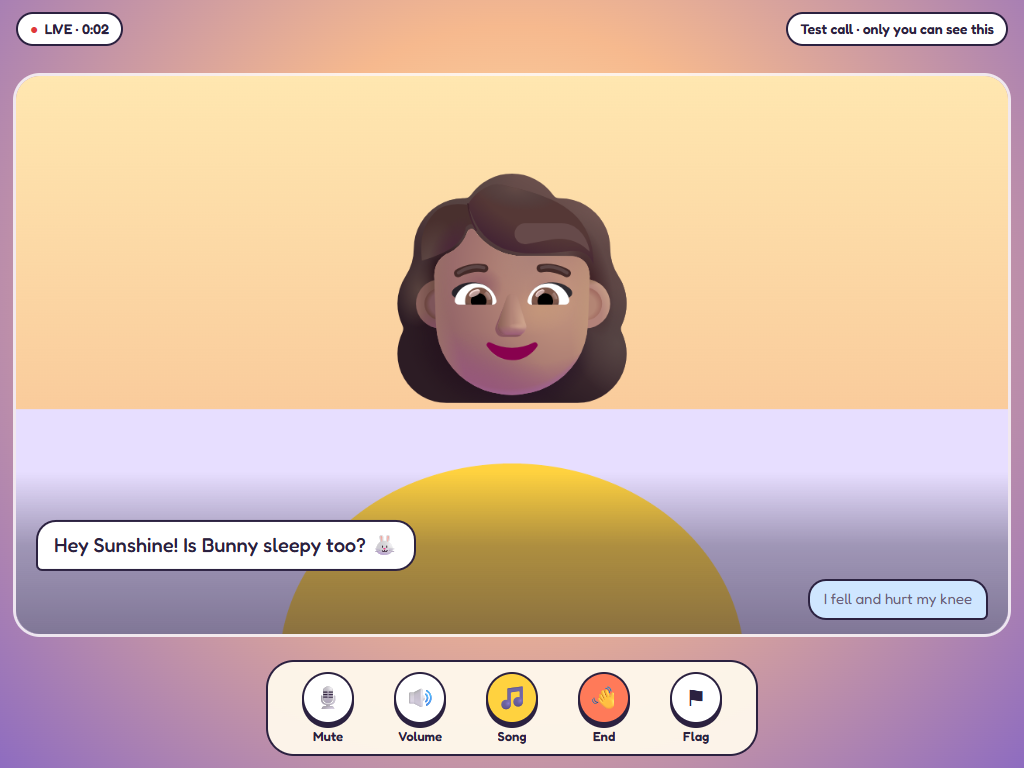 LIVE · 0:02
Test call · only you can see this
Hey Sunshine! Is Bunny sleepy too? 🐰
I fell and hurt my knee
Mute
Volume
Song
End
Flag